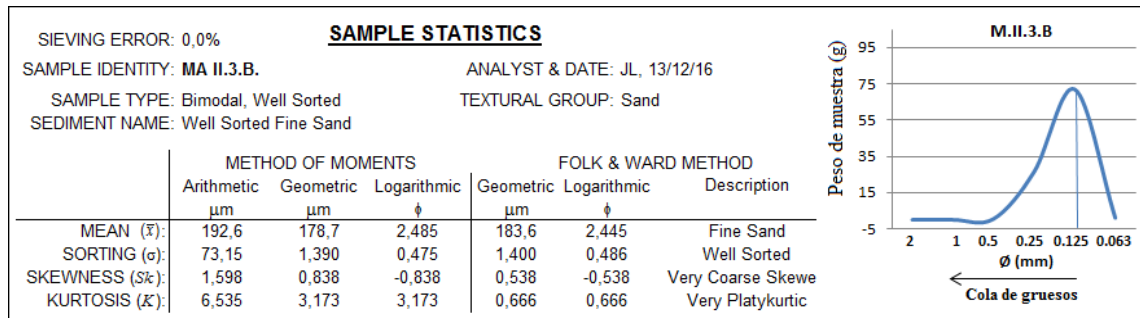 SAMPLE STATISTICS
SIEVING ERROR: 0,0%
SAMPLE IDENTITY: MA II.3.B. ANALYST & DATE: JL, 13/12/16
SAMPLE TYPE: Bimodal, Well Sorted TEXTURAL GROUP: Sand
SEDIMENT NAME: Well Sorted Fine Sand
METHOD OF MOMENTS FOLK & WARD METHOD
Arithmetic Geometric Logarithmic Geometric Logarithmic Description
μm μm ϕ μm ϕ
MEAN (x̅): 192,6 178,7 2,485 183,6 2,445 Fine Sand
SORTING (σ): 73,15 1,390 0,475 1,400 0,486 Well Sorted
SKEWNESS (Sk): 1,598 0,838 -0,838 0,538 -0,538 Very Coarse Skewe
KURTOSIS (K): 6,535 3,173 3,173 0,666 0,666 Very Platykurtic
M.II.3.B
Peso de muestra (g)
95
75
55
35
15
-5
2 1 0.5 0.25 0.125 0.063
Ø (mm)
Cola de gruesos